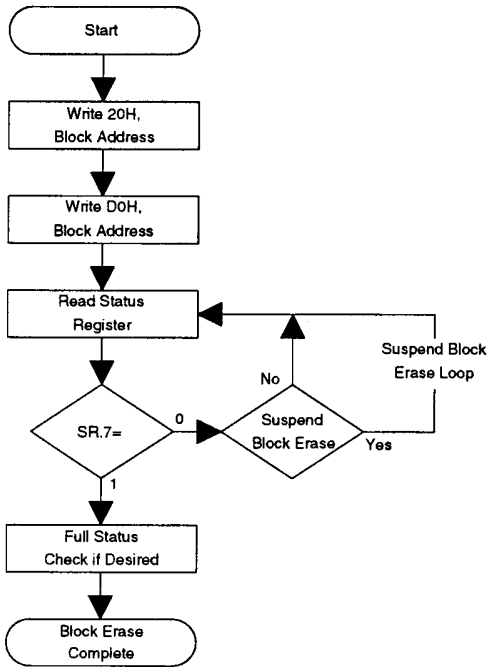 Start
Write 20H,
Block Address
Write D0H,
Block Address
Read Status
Register
Suspend Block
Erase Loop
No
SR.7=
0
Suspend
Block Erase
Yes
1
Full Status
Check if Desired
Block Erase
Complete